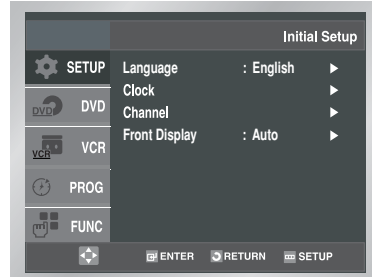 Initial Setup
SETUP
DVD DVD
VCR VCR
PROG
FUNC
Language : English
Clock
Channel
Front Display : Auto
ENTER RETURN SETUP